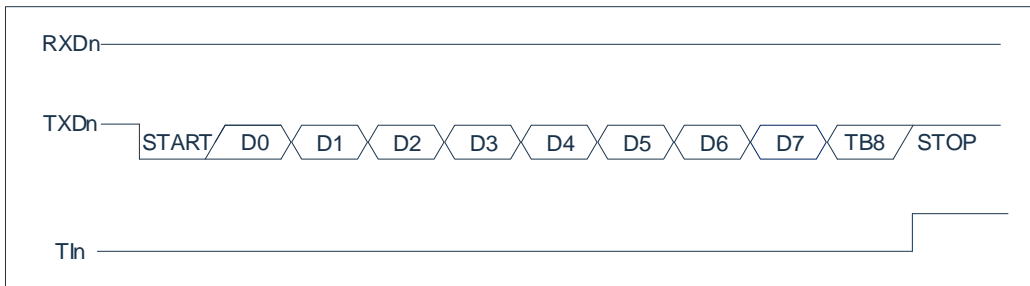 RXDn
TXDn
START D0 D1 D2 D3 D4 D5 D6 D7 TB8 STOP
TIn